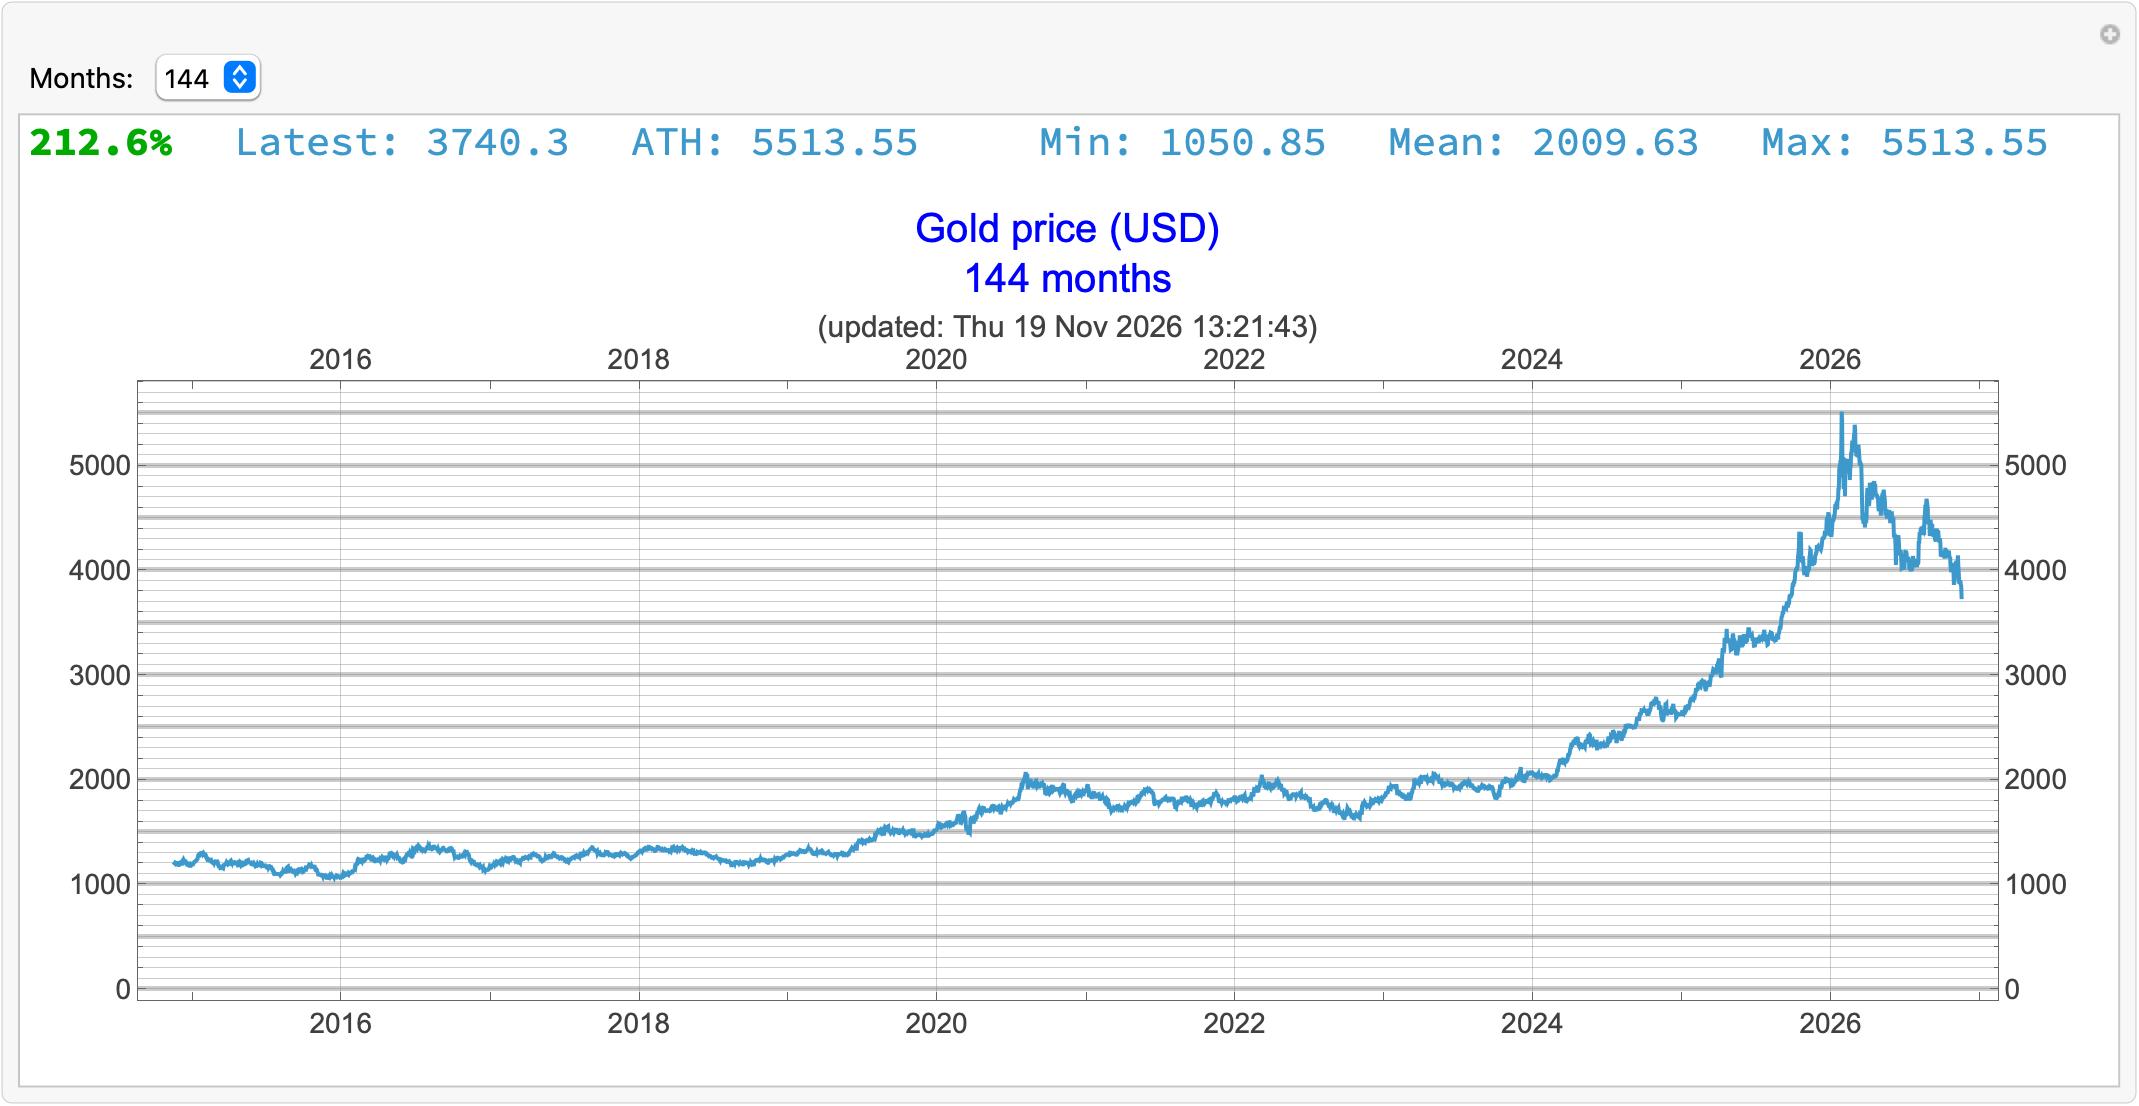 Months: 144
212.6% Latest: 3740.3 ATH: 5513.55 Min: 1050.85 Mean: 2009.63 Max: 5513.55
Gold price (USD)
144 months
(updated: Thu 19 Nov 2026 13:21:43)
2016 2018 2020 2022 2024 2026
5000 5000
4000 4000
3000 3000
2000 2000
1000 1000
0 0
2016 2018 2020 2022 2024 2026